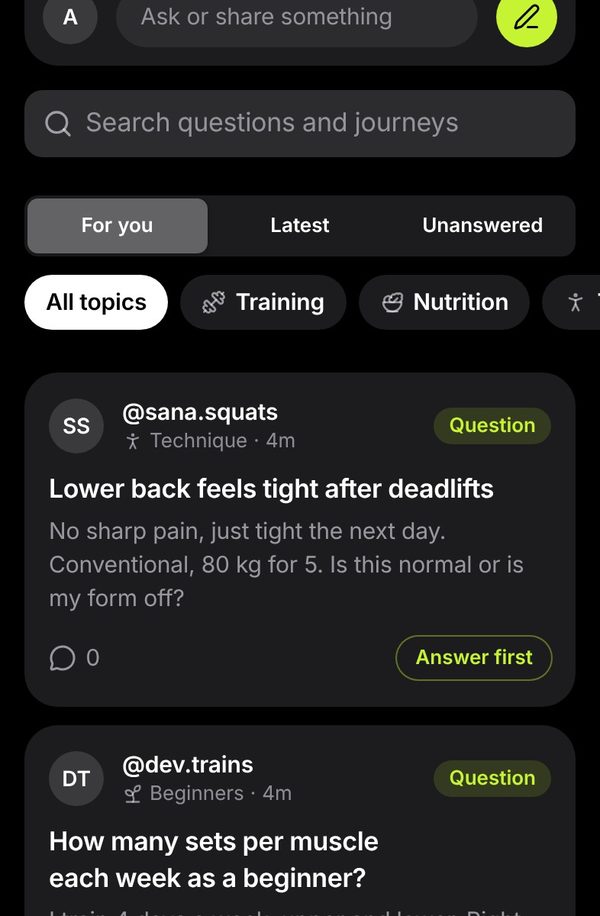 A
Ask or share something
Search questions and journeys
For you
Latest
Unanswered
All topics
Training
Nutrition
SS
@sana.squats
Technique · 4m
Question
Lower back feels tight after deadlifts
No sharp pain, just tight the next day.
Conventional, 80 kg for 5. Is this normal or is
my form off?
0
Answer first
DT
@dev.trains
Beginners · 4m
Question
How many sets per muscle
each week as a beginner?